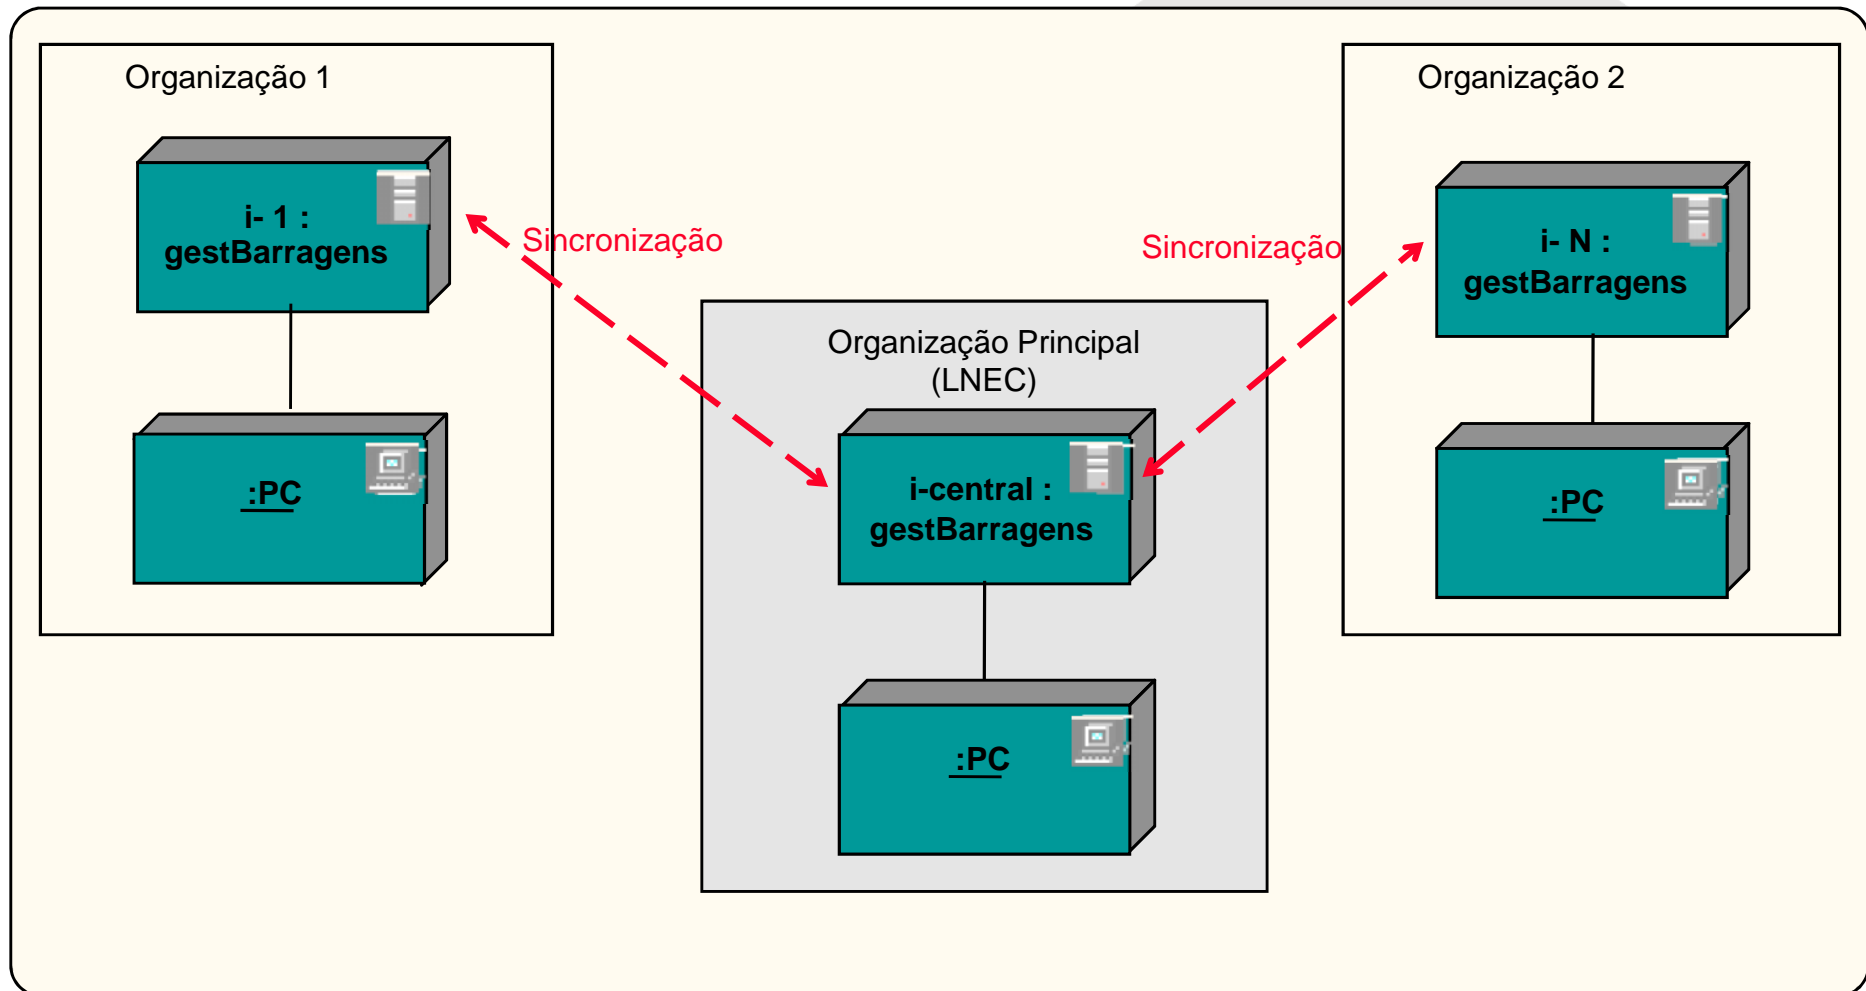 Organização 1
i- 1 :
gestBarragens
:PC
Sincronização
Organização Principal
(LNEC)
i-central :
gestBarragens
:PC
Sincronização
Organização 2
i- N :
gestBarragens
:PC